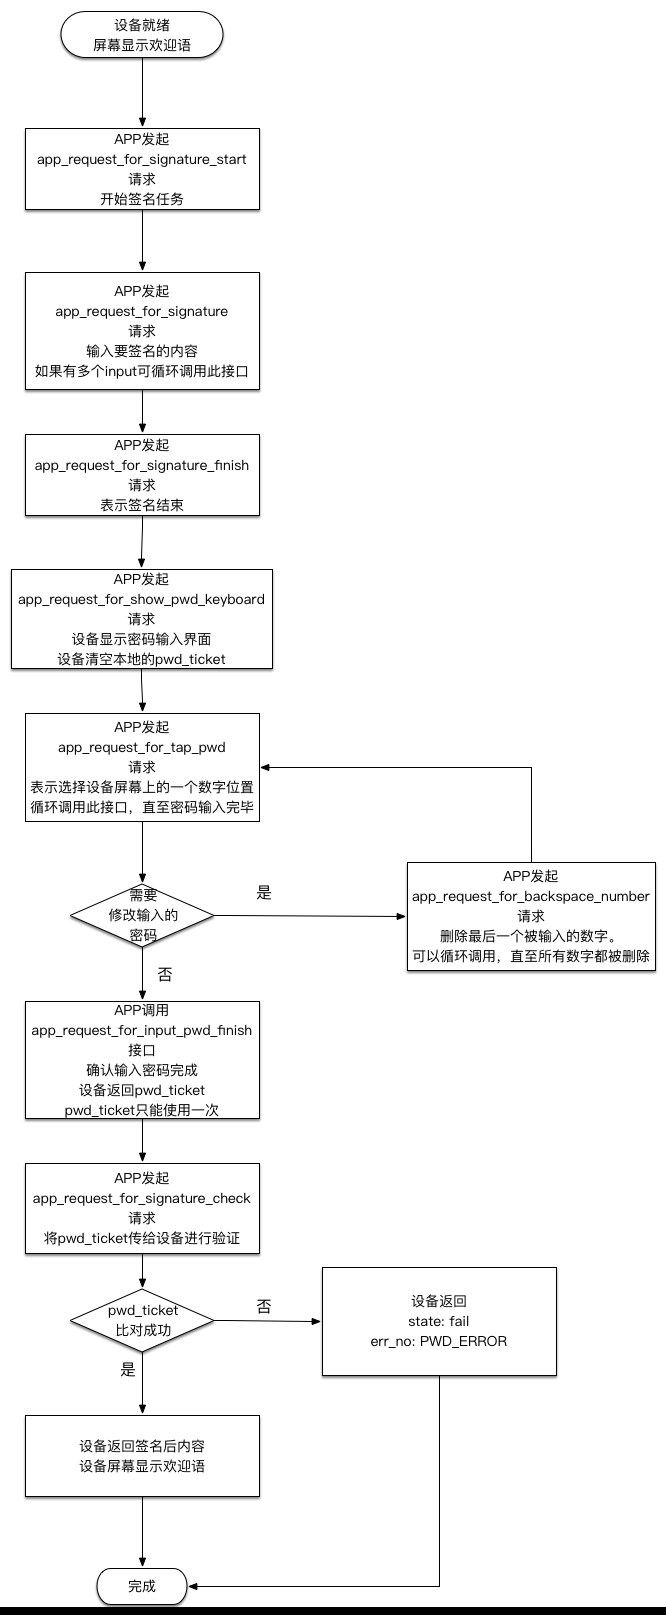 设备就绪
屏幕显示欢迎语
APP发起
app_request_for_signature_start
请求
开始签名任务
APP发起
app_request_for_signature
请求
输入要签名的内容
如果有多个input可循环调用此接口
APP发起
app_request_for_signature_finish
请求
表示签名结束
APP发起
app_request_for_show_pwd_keyboard
请求
设备显示密码输入界面
设备清空本地的pwd_ticket
APP发起
app_request_for_tap_pwd
请求
表示选择设备屏幕上的一个数字位置
循环调用此接口，直至密码输入完毕
需要
修改输入的
密码
是
APP发起
app_request_for_backspace_number
请求
删除最后一个被输入的数字。
可以循环调用，直至所有数字都被删除
否
APP调用
app_request_for_input_pwd_finish
接口
确认输入密码完成
设备返回pwd_ticket
pwd_ticket只能使用一次
APP发起
app_request_for_signature_check
请求
将pwd_ticket传给设备进行验证
pwd_ticket
比对成功
否
设备返回
state: fail
err_no: PWD_ERROR
是
设备返回签名后内容
设备屏幕显示欢迎语
完成